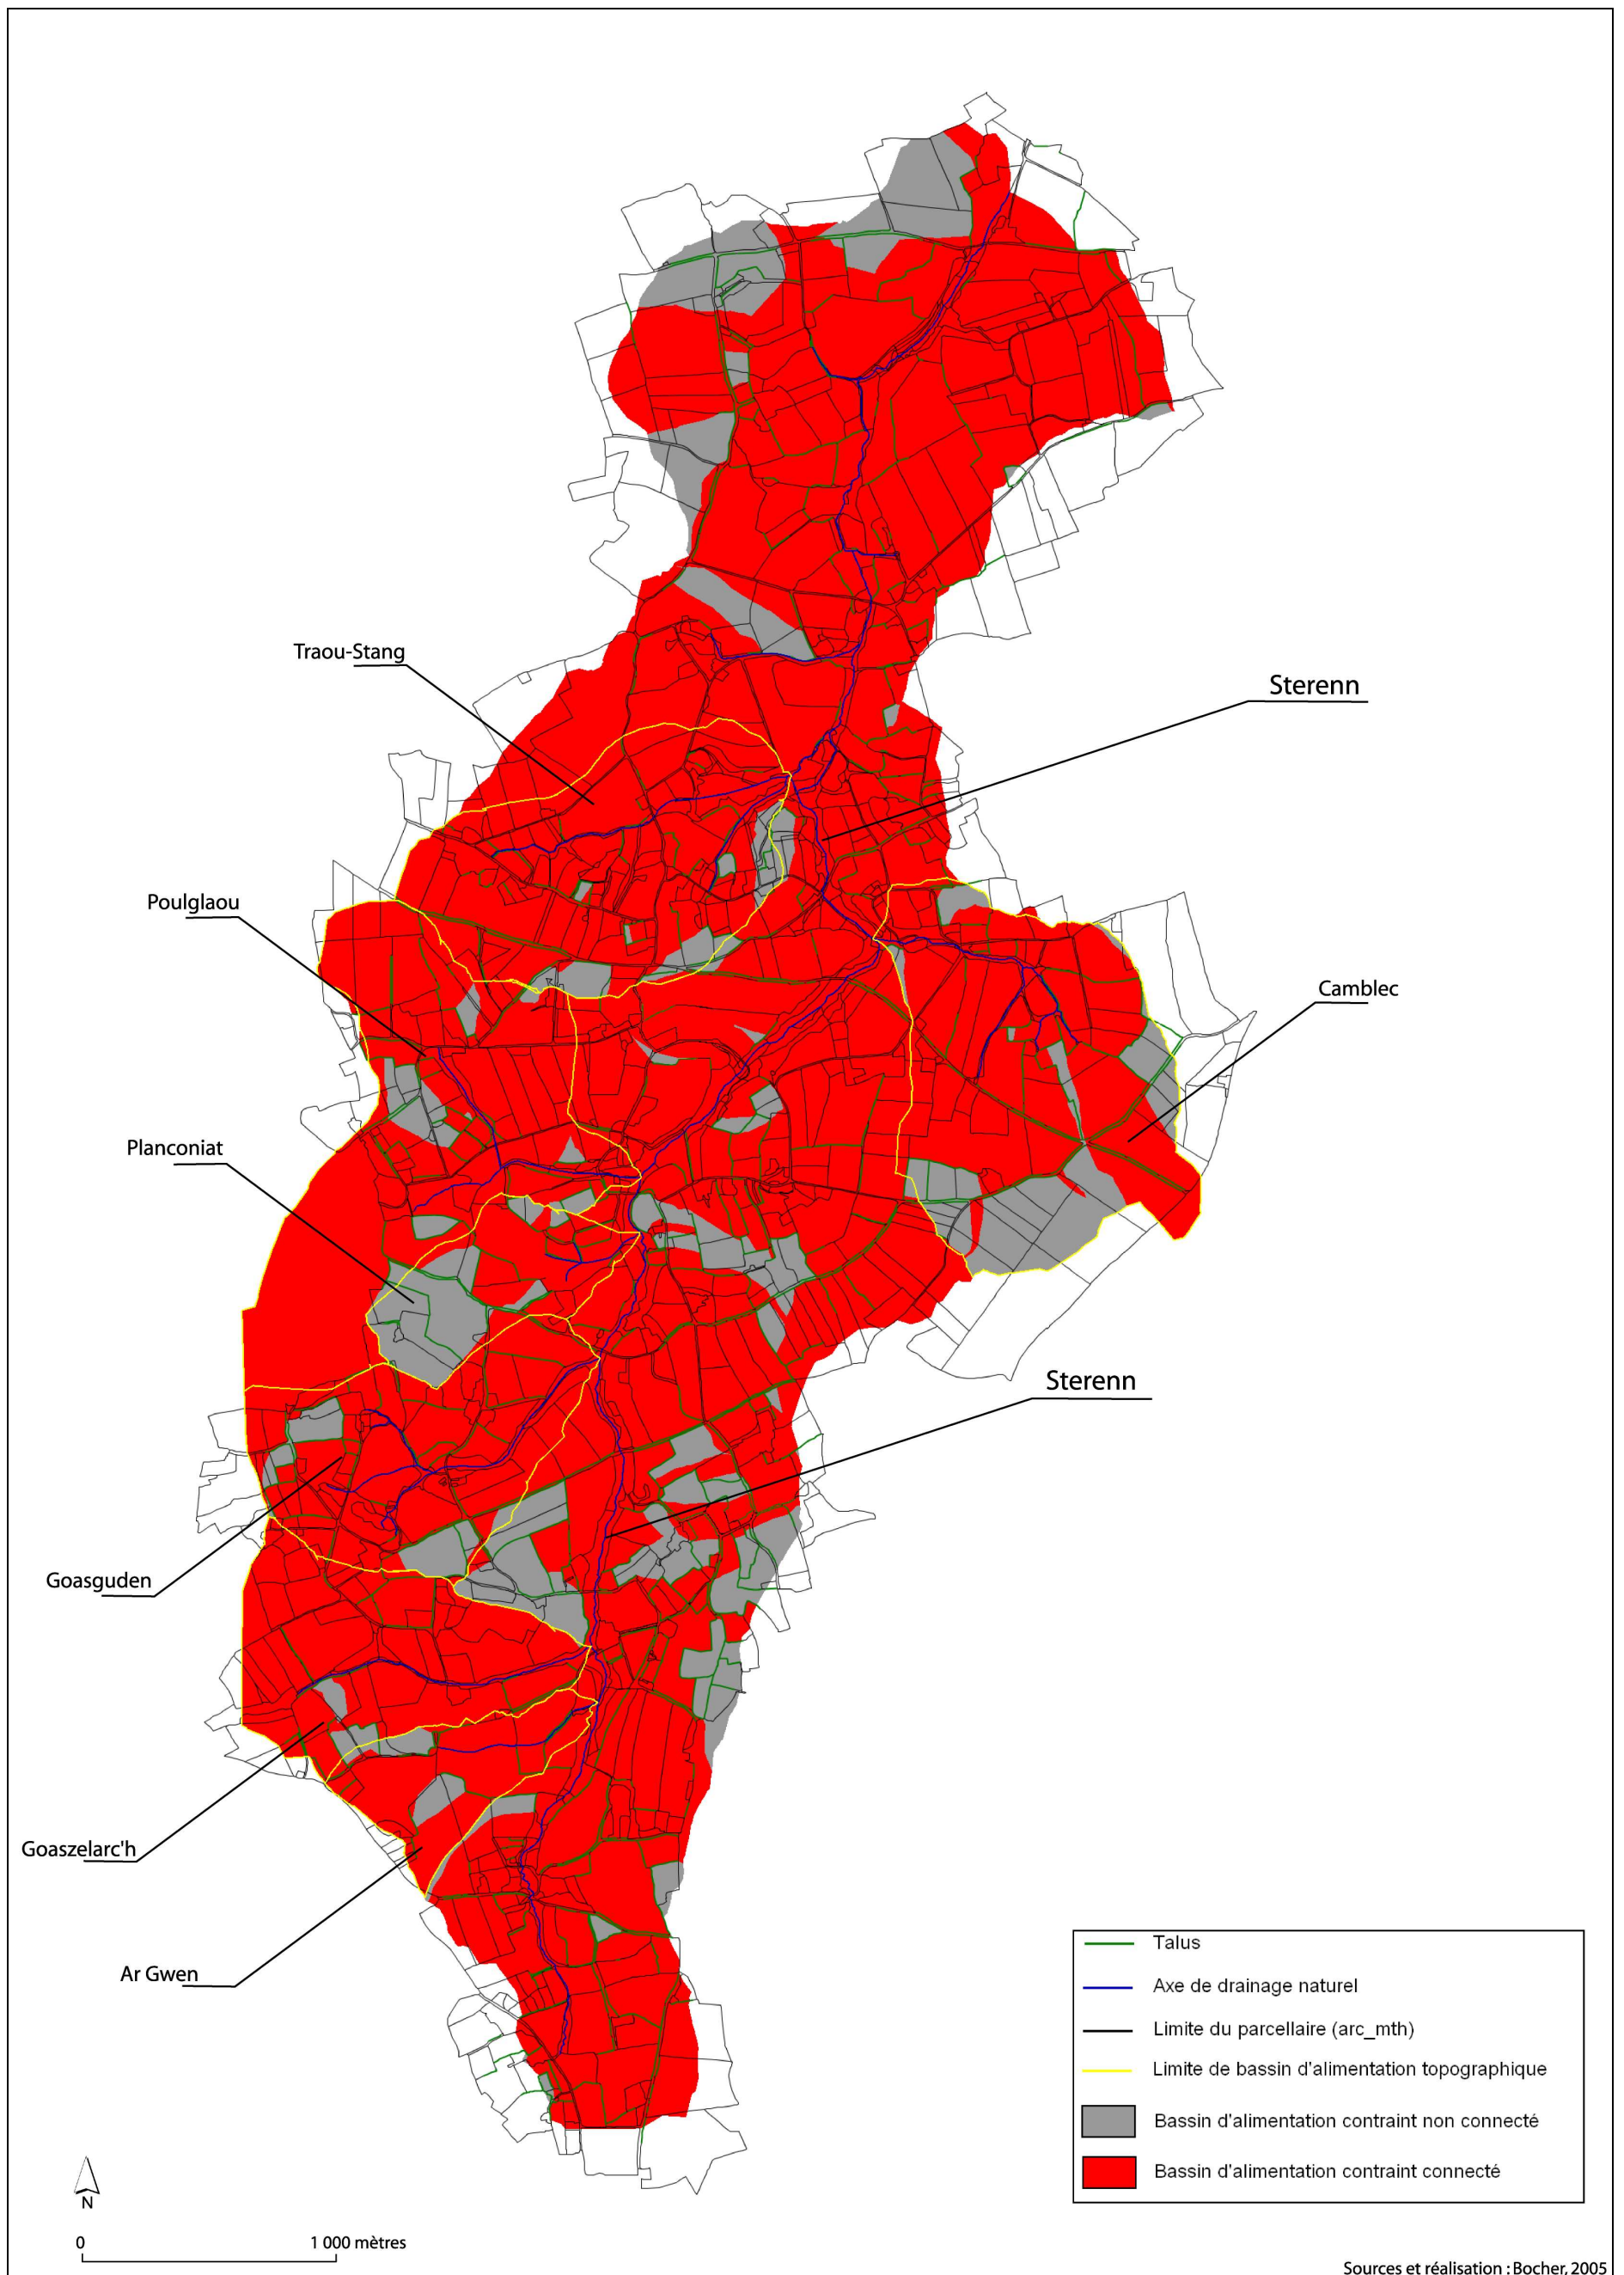 Traou-Stang
Sterenn
Poulglaou
Camblec
Planconiat
Sterenn
Goasguden
Goaszelarc'h
Ar Gwen
Talus
Axe de drainage naturel
Limite du parcellaire (arc_mth)
Limite de bassin d'alimentation topographique
Bassin d'alimentation contraint non connecté
Bassin d'alimentation contraint connecté
N
0 1 000 mètres
Sources et réalisation : Bocher, 2005